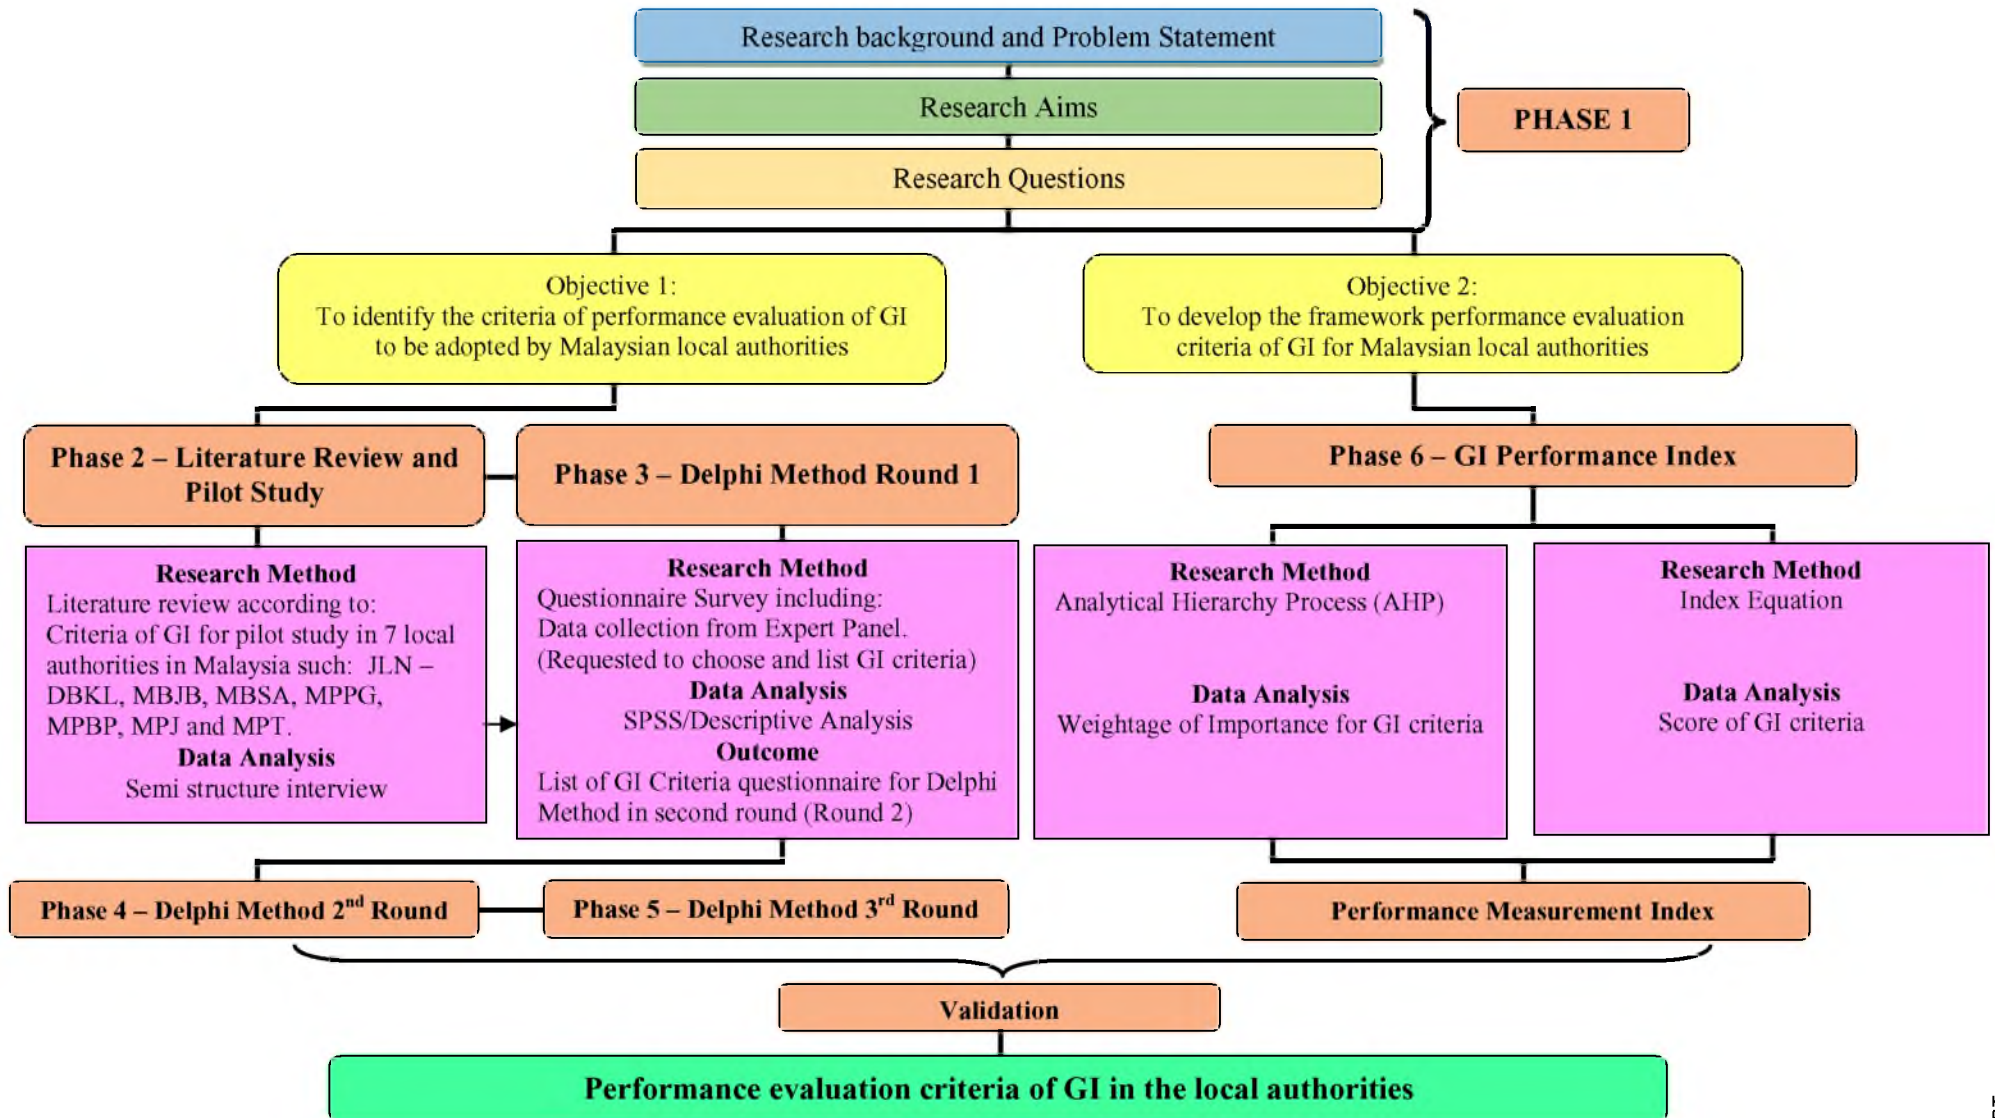 Research background and Problem Statement
Research Aims
PHASE 1
Research Questions
Objective 1:
To identify the criteria of performance evaluation of GI
to be adopted by Malaysian local authorities
Objective 2:
To develop the framework performance evaluation
criteria of GI for Malaysian local authorities
Phase 2 – Literature Review and
Pilot Study
Phase 3 – Delphi Method Round 1
Phase 6 – GI Performance Index
Research Method
Literature review according to:
Criteria of GI for pilot study in 7 local
authorities in Malaysia such:  JLN –
DBKL, MBJB, MBSA, MPPG,
MPBP, MPJ and MPT.
Data Analysis
Semi structure interview
Research Method
Questionnaire Survey including:
Data collection from Expert Panel.
(Requested to choose and list GI criteria)
Data Analysis
SPSS/Descriptive Analysis
Outcome
List of GI Criteria questionnaire for Delphi
Method in second round (Round 2)
Research Method
Analytical Hierarchy Process (AHP)
Data Analysis
Weightage of Importance for GI criteria
Research Method
Index Equation
Data Analysis
Score of GI criteria
Phase 4 – Delphi Method 2nd Round
Phase 5 – Delphi Method 3rd Round
Performance Measurement Index
Validation
Performance evaluation criteria of GI in the local authorities